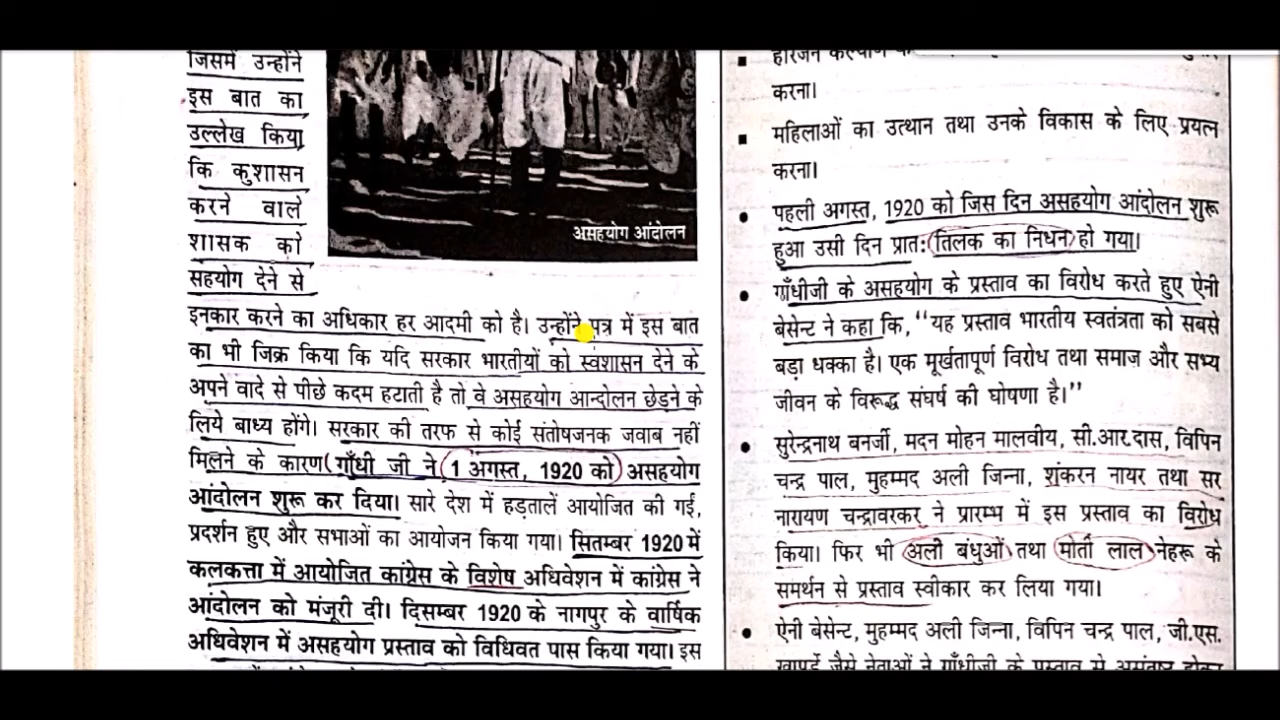 जिसमें उन्होंने
इस बात का
उल्लेख किया
कि कुशासन
करने वाले
शासक को
सहयोग देने से
असहयोग आंदोलन
इनकार करने का अधिकार हर आदमी को है। उन्होंने पत्र में इस बात
का भी जिक्र किया कि यदि सरकार भारतीयों को स्वशासन देने के
अपने वादे से पीछे कदम हटाती है तो वे असहयोग आन्दोलन छेड़ने के
लिये बाध्य होंगे। सरकार की तरफ से कोई संतोषजनक जवाब नहीं
मिलने के कारण गाँधी जी ने 1 अगस्त, 1920 को असहयोग
आंदोलन शुरू कर दिया। सारे देश में हड़तालें आयोजित की गईं,
प्रदर्शन हुए और सभाओं का आयोजन किया गया। सितम्बर 1920 में
कलकत्ता में आयोजित कांग्रेस के विशेष अधिवेशन में कांग्रेस ने
आंदोलन को मंजूरी दी। दिसम्बर 1920 के नागपुर के वार्षिक
अधिवेशन में असहयोग प्रस्ताव को विधिवत पास किया गया। इस
हरिजन कल्याण
करना।
महिलाओं का उत्थान तथा उनके विकास के लिए प्रयत्न
करना।
पहली अगस्त, 1920 को जिस दिन असहयोग आंदोलन शुरू
हुआ उसी दिन प्रात: तिलक का निधन हो गया।
गाँधीजी के असहयोग के प्रस्ताव का विरोध करते हुए ऐनी
बेसेन्ट ने कहा कि, "यह प्रस्ताव भारतीय स्वतंत्रता को सबसे
बड़ा धक्का है। एक मूर्खतापूर्ण विरोध तथा समाज और सभ्य
जीवन के विरूद्ध संघर्ष की घोषणा है।"
सुरेन्द्रनाथ बनर्जी, मदन मोहन मालवीय, सी.आर.दास, विपिन
चन्द्र पाल, मुहम्मद अली जिन्ना, शंकरन नायर तथा सर
नारायण चन्द्रावरकर ने प्रारम्भ में इस प्रस्ताव का विरोध
किया। फिर भी अली बंधुओं तथा मोती लाल नेहरू के
समर्थन से प्रस्ताव स्वीकार कर लिया गया।
ऐनी बेसेन्ट, मुहम्मद अली जिन्ना, विपिन चन्द्र पाल, जी.एस.
खापर्डे जैसे नेताओं ने गाँधीजी के प्रस्ताव से असंतुष्ट होकर